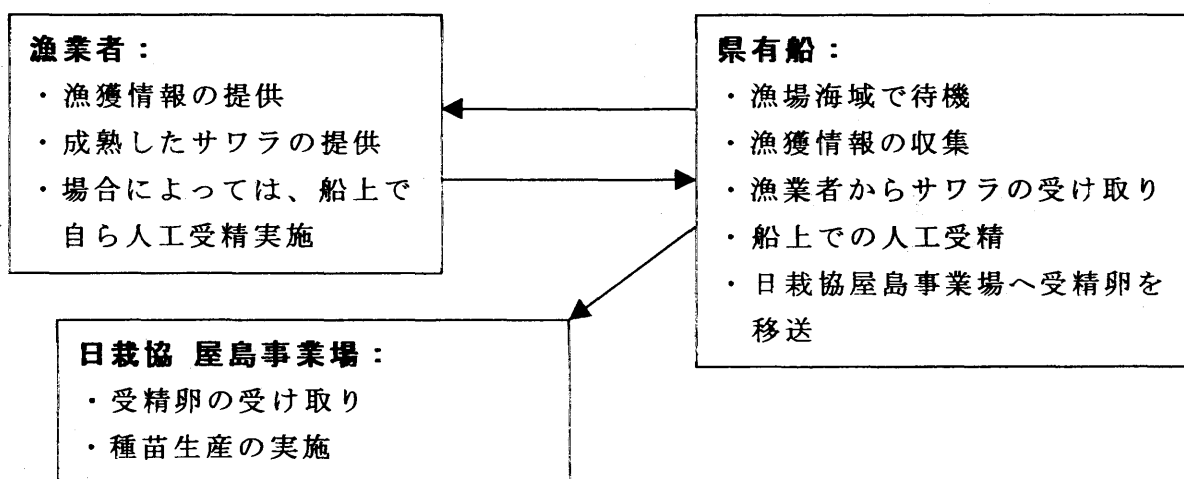 漁業者：
・漁獲情報の提供
・成熟したサワラの提供
・場合によっては、船上で
自ら人工受精実施
県有船：
・漁場海域で待機
・漁獲情報の収集
・漁業者からサワラの受け取り
・船上での人工受精
・日栽協屋島事業場へ受精卵を
移送
日栽協 屋島事業場：
・受精卵の受け取り
・種苗生産の実施